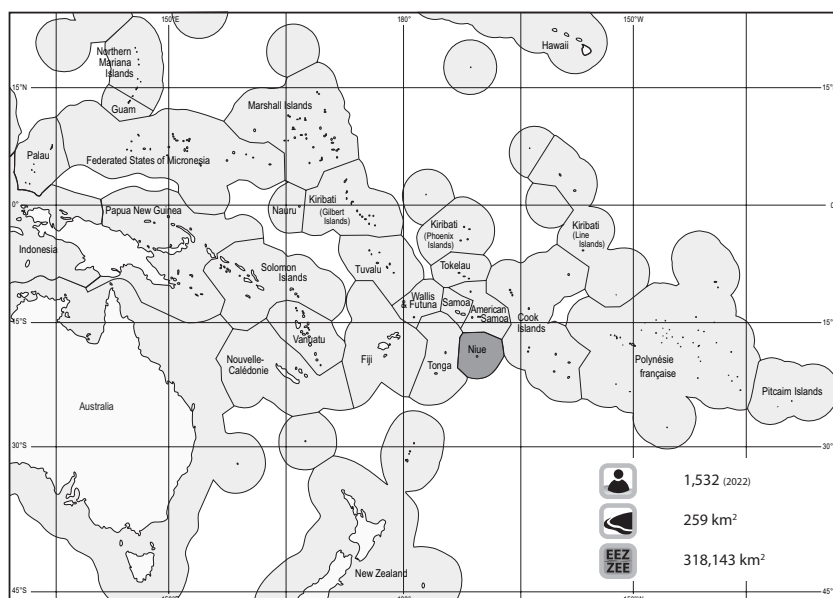 150°E
180°
150°W
Hawaii
Northern
Mariana
Islands
15°N
15°N
Guam
Marshall Islands
Palau
Federated States of Micronesia
0°
0°
Papua New Guinea
Nauru
Kiribati
(Gilbert
Islands)
Kiribati
(Phoenix
Islands)
Kiribati
(Line
Islands)
Indonesia
Solomon
Islands
Tuvalu
Tokelau
Wallis
& Futuna
Samoa
American
Samoa
Cook
Islands
15°S
15°S
Vanuatu
Nouvelle-
Calédonie
Fiji
Tonga
Niue
Polynésie
française
Pitcairn Islands
Australia
30°S
30°S
1,532 (2022)
259 km²
EEZ
ZEE
318,143 km²
New Zealand
45°S
45°S
150°E
180°
150°W